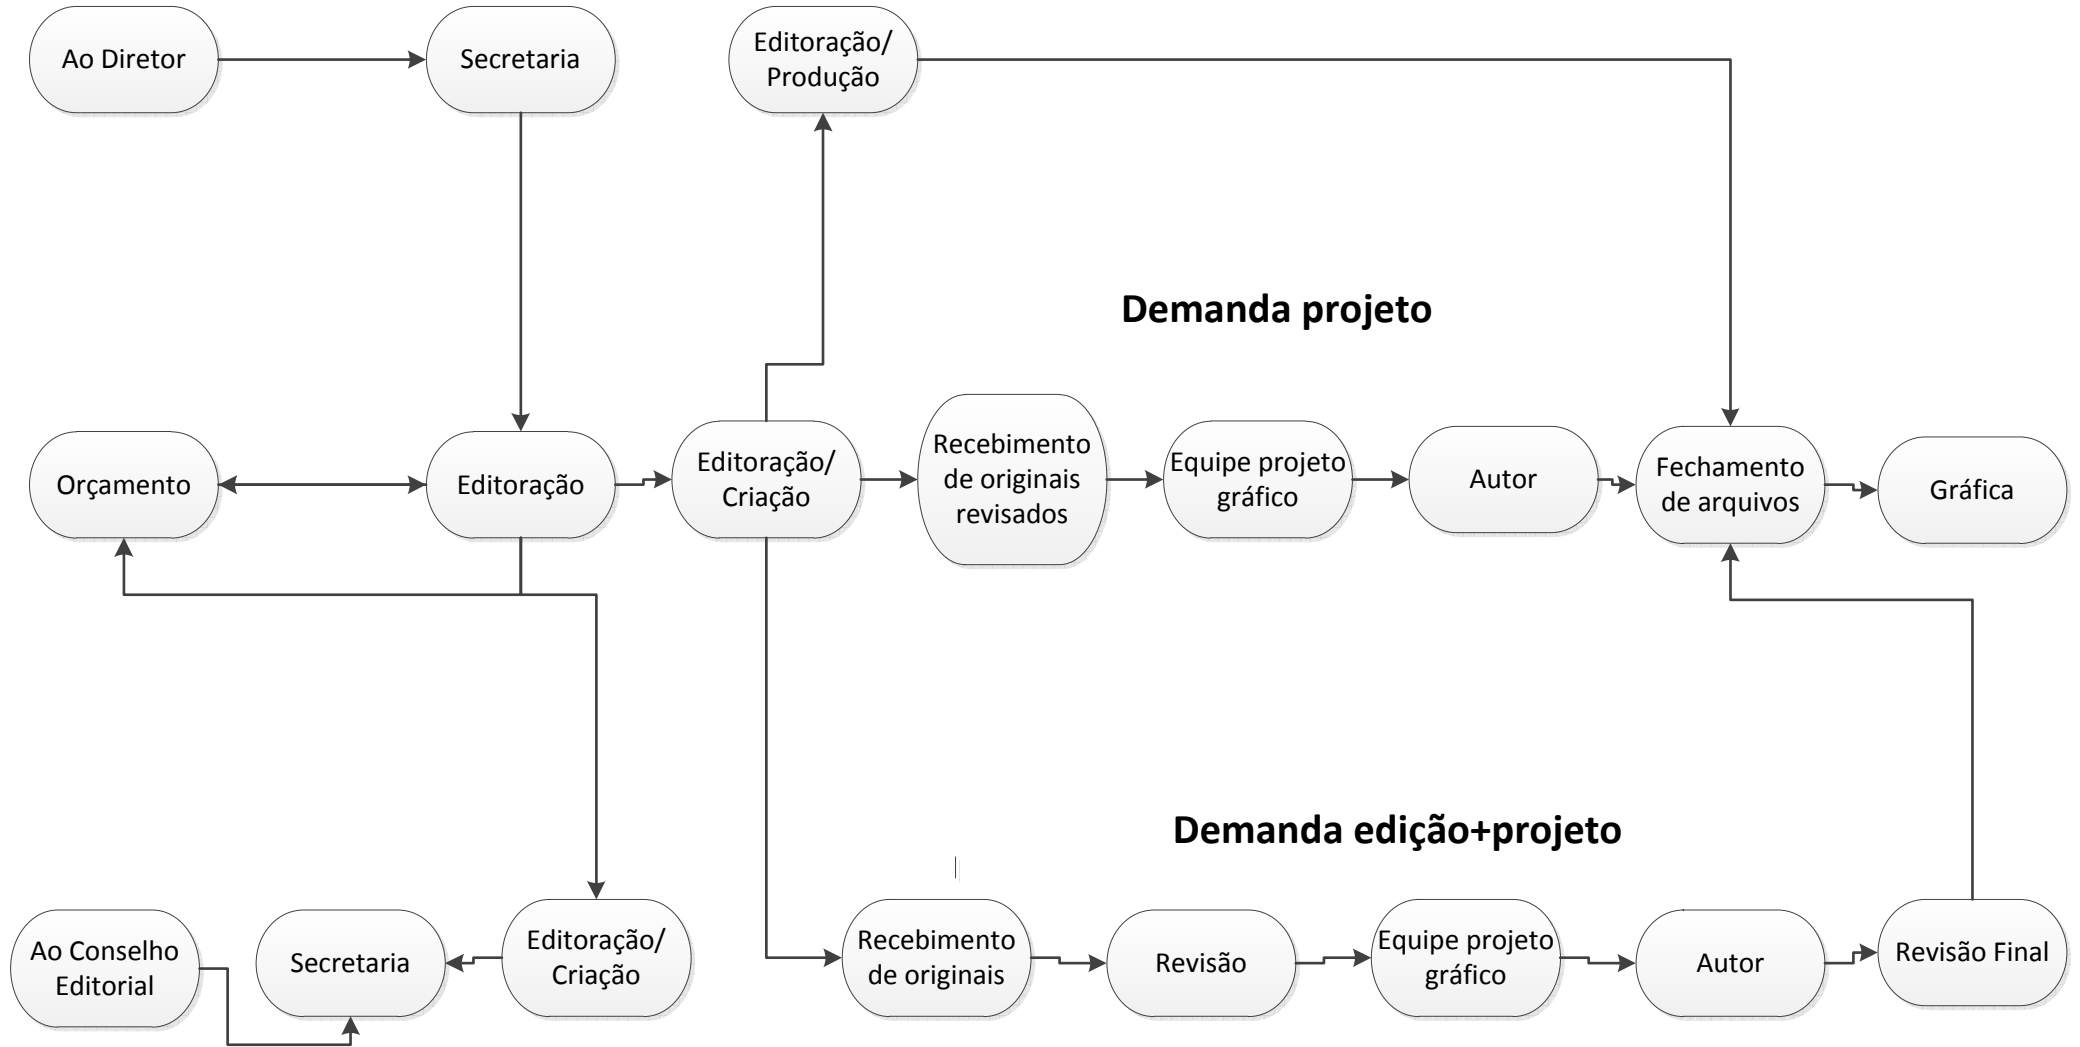 Ao Diretor
Secretaria
Editoração/
Produção
Demanda projeto
Orçamento
Editoração
Editoração/
Criação
Recebimento
de originais
revisados
Equipe projeto
gráfico
Autor
Fechamento
de arquivos
Gráfica
Demanda edição+projeto
Ao Conselho
Editorial
Secretaria
Editoração/
Criação
Recebimento
de originais
Revisão
Equipe projeto
gráfico
Autor
Revisão Final